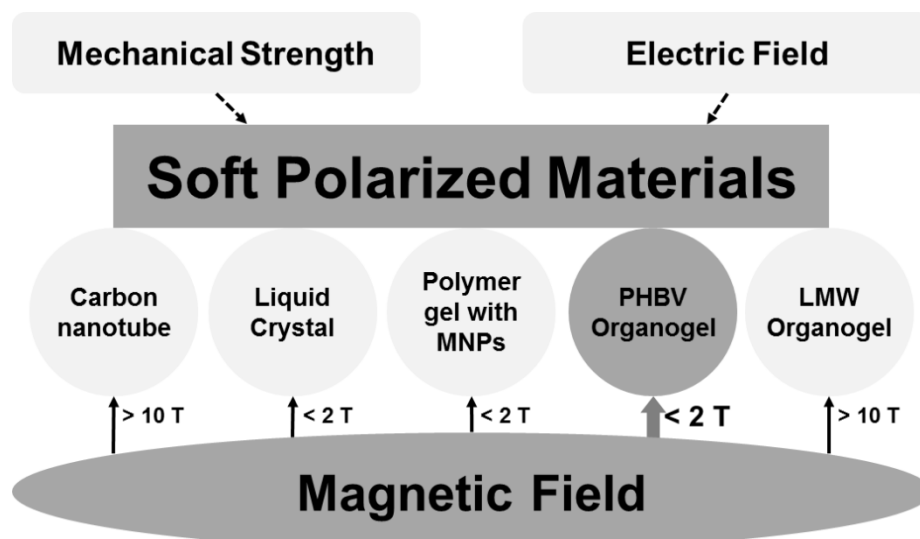 Mechanical Strength
Electric Field
Soft Polarized Materials
Carbon
nanotube
Liquid
Crystal
Polymer
gel with
MNPs
PHBV
Organogel
LMW
Organogel
> 10 T
< 2 T
< 2 T
< 2 T
> 10 T
Magnetic Field